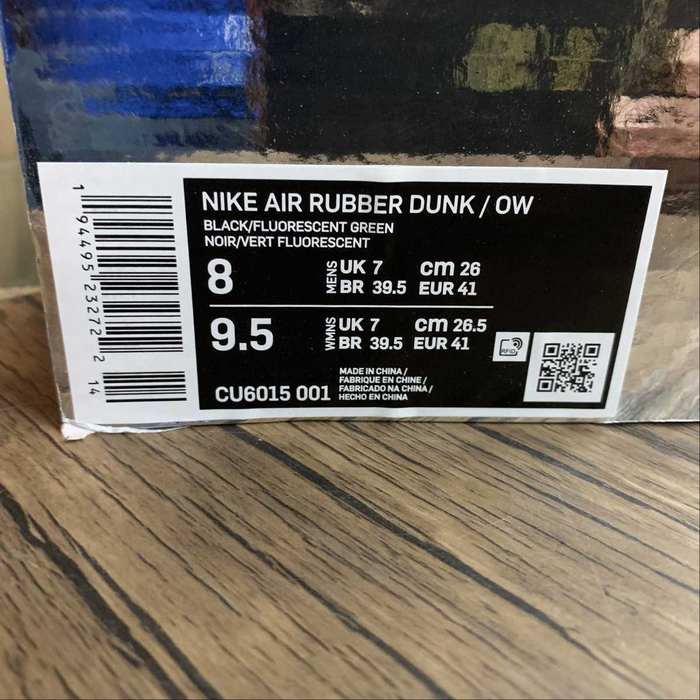 NIKE AIR RUBBER DUNK / OW
BLACK/FLUORESCENT GREEN
NOIR/VERT FLUORESCENT
8 MENS UK 7 cm 26
BR 39.5 EUR 41
9.5 WMNS UK 7 cm 26.5
BR 39.5 EUR 41
RFID
CU6015 001
MADE IN CHINA /
FABRIQUE EN CHINE /
FABRICADO NA CHINA /
HECHO EN CHINA
1 94495 23272 2 14